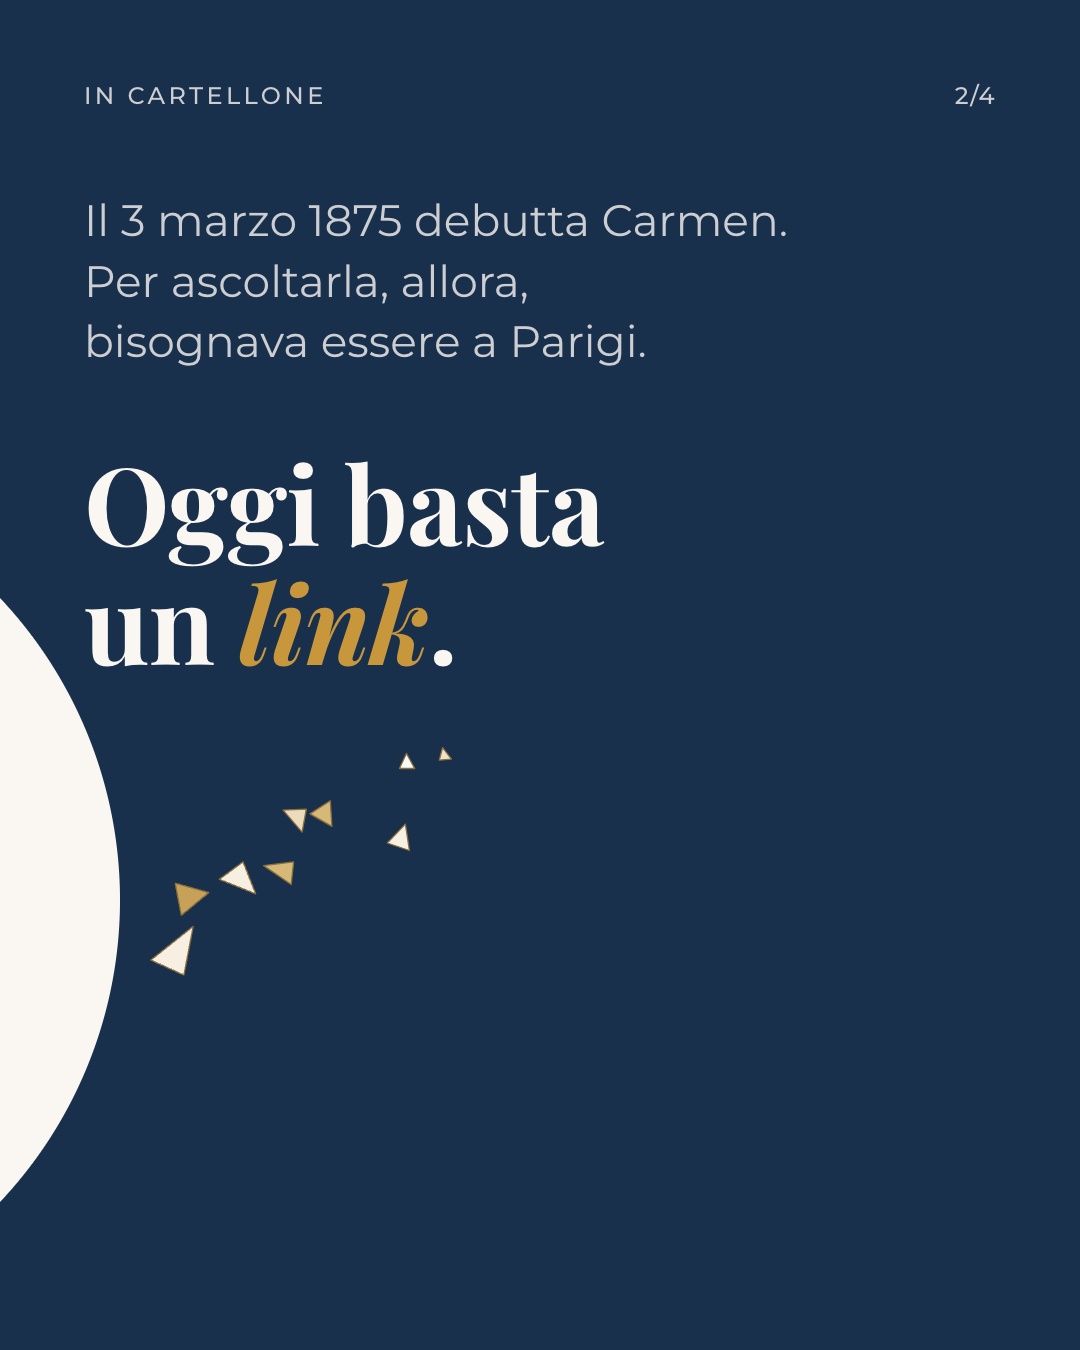 IN CARTELLONE
2/4
Il 3 marzo 1875 debutta Carmen.
Per ascoltarla, allora,
bisognava essere a Parigi.
Oggi basta
un link.